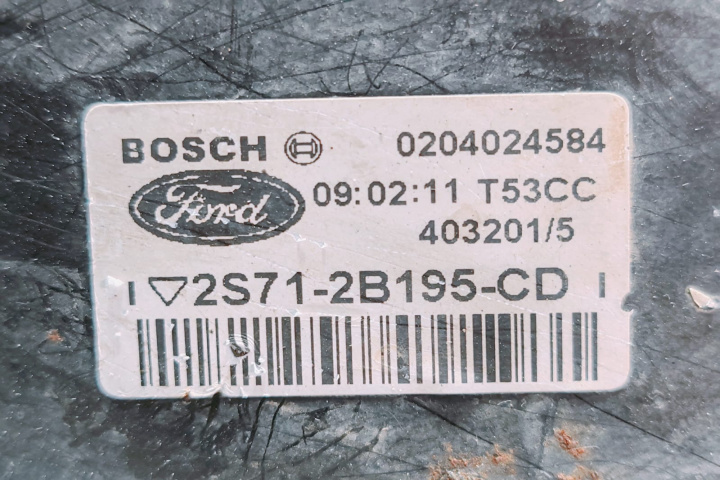 BOSCH 0204024584
Ford 09:02:11 T53CC
403201/5
2S71-2B195-CD